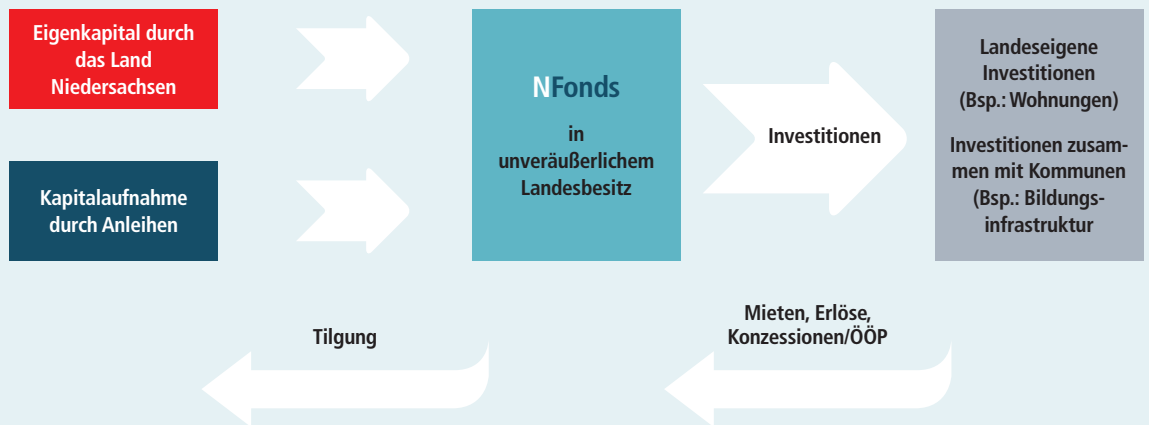 Eigenkapital durch
das Land
Niedersachsen
Kapitalaufnahme
durch Anleihen
NFonds
in
unveräußerlichem
Landesbesitz
Investitionen
Landeseigene
Investitionen
(Bsp.: Wohnungen)
Investitionen zusam-
men mit Kommunen
(Bsp.: Bildungs-
infrastruktur
Tilgung
Mieten, Erlöse,
Konzessionen/ÖÖP